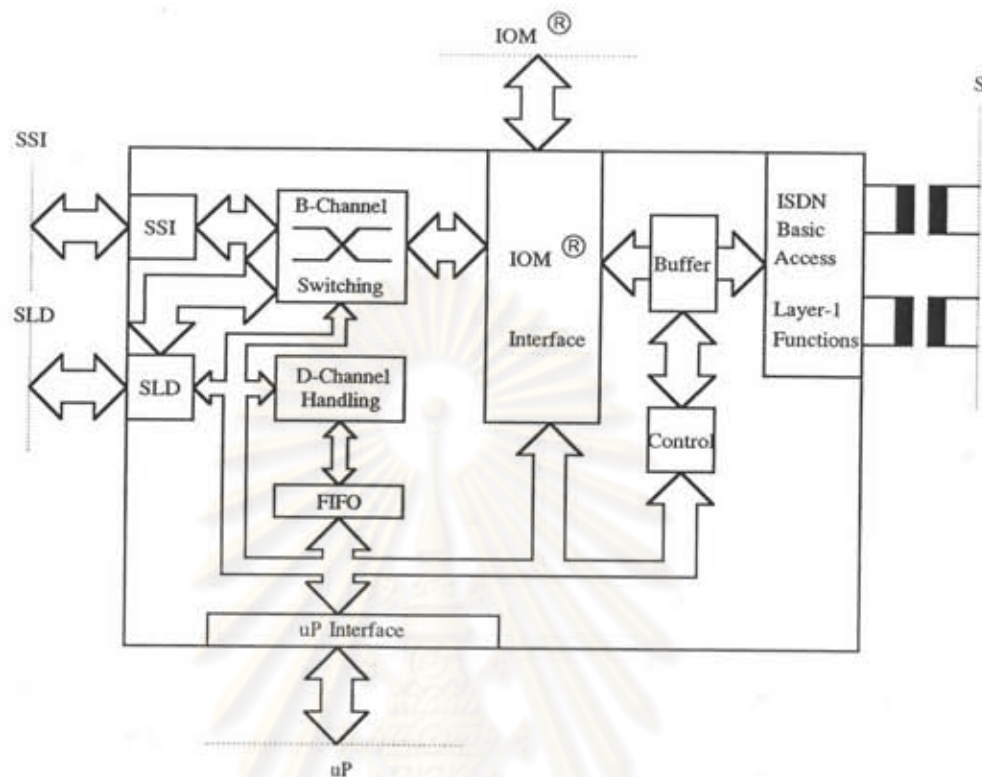 IOM ®
S
SSI
SSI
B-Channel
Switching
IOM ®
Interface
Buffer
ISDN
Basic
Access
Layer-1
Functions
SLD
SLD
D-Channel
Handling
Control
FIFO
uP Interface
uP